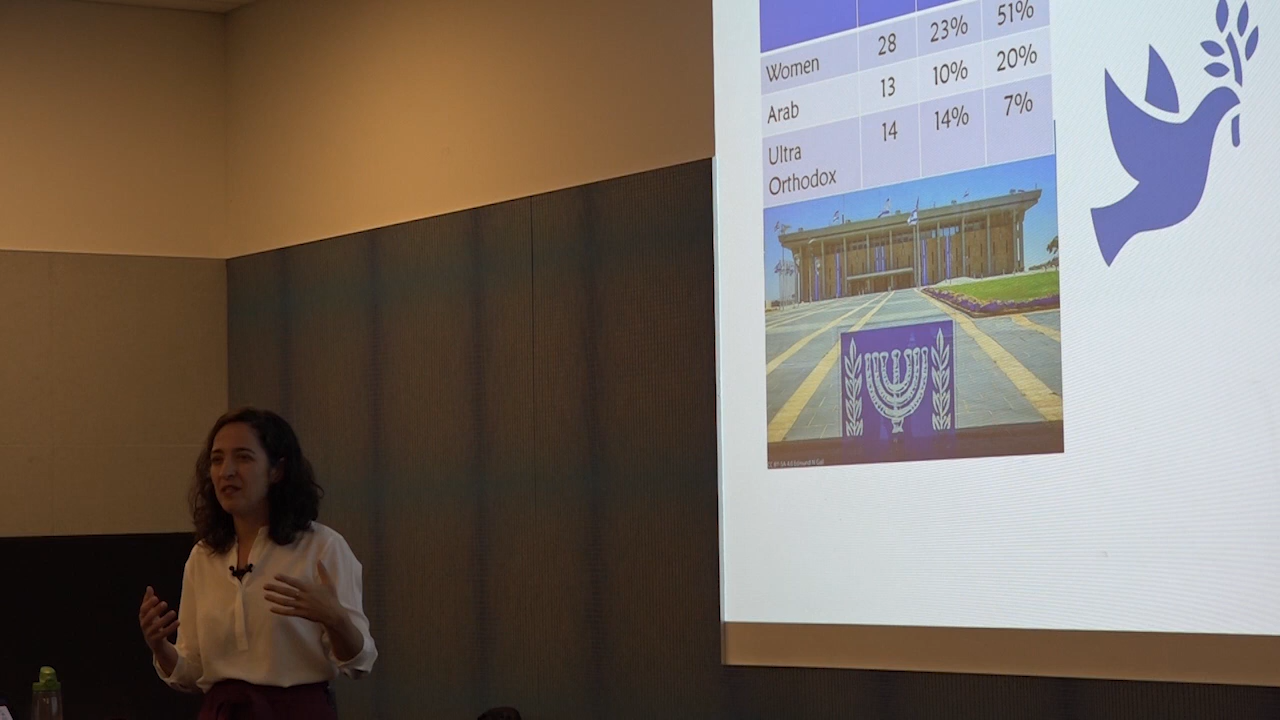 51%
Women 28 23%
Arab 13 10% 20%
Ultra 14 14% 7%
Orthodox